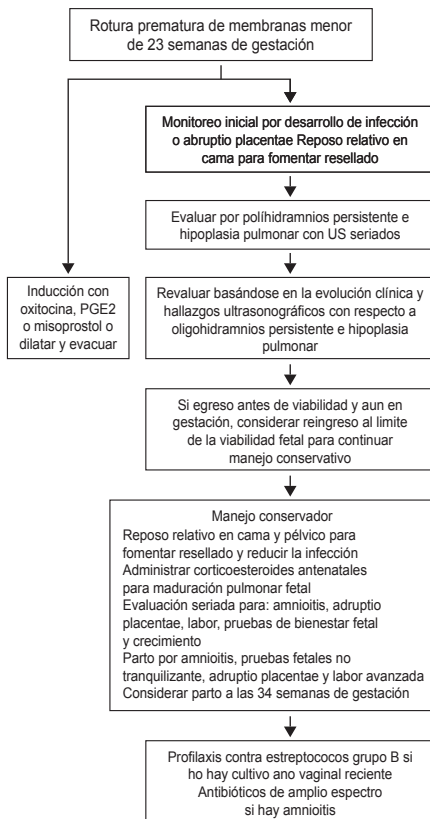 Rotura prematura de membranas menor
de 23 semanas de gestación
Monitoreo inicial por desarrollo de infección
o abruptio placentae Reposo relativo en
cama para fomentar resellado
Evaluar por políhidramnios persistente e
hipoplasia pulmonar con US seriados
Inducción con
oxitocina, PGE2
o misoprostol o
dilatar y evacuar
Revaluar basándose en la evolución clínica y
hallazgos ultrasonográficos con respecto a
oligohidramnios persistente e hipoplasia
pulmonar
Si egreso antes de viabilidad y aun en
gestación, considerar reingreso al limite
de la viabilidad fetal para continuar
manejo conservativo
Manejo conservador
Reposo relativo en cama y pélvico para
fomentar resellado y reducir la infección
Administrar corticoesteroides antenatales
para maduración pulmonar fetal
Evaluación seriada para: amnioitis, adruptio
placentae, labor, pruebas de bienestar fetal
y crecimiento
Parto por amnioitis, pruebas fetales no
tranquilizante, adruptio placentae y labor avanzada
Considerar parto a las 34 semanas de gestación
Profilaxis contra estreptococos grupo B si
ho hay cultivo ano vaginal reciente
Antibióticos de amplio espectro
si hay amnioitis